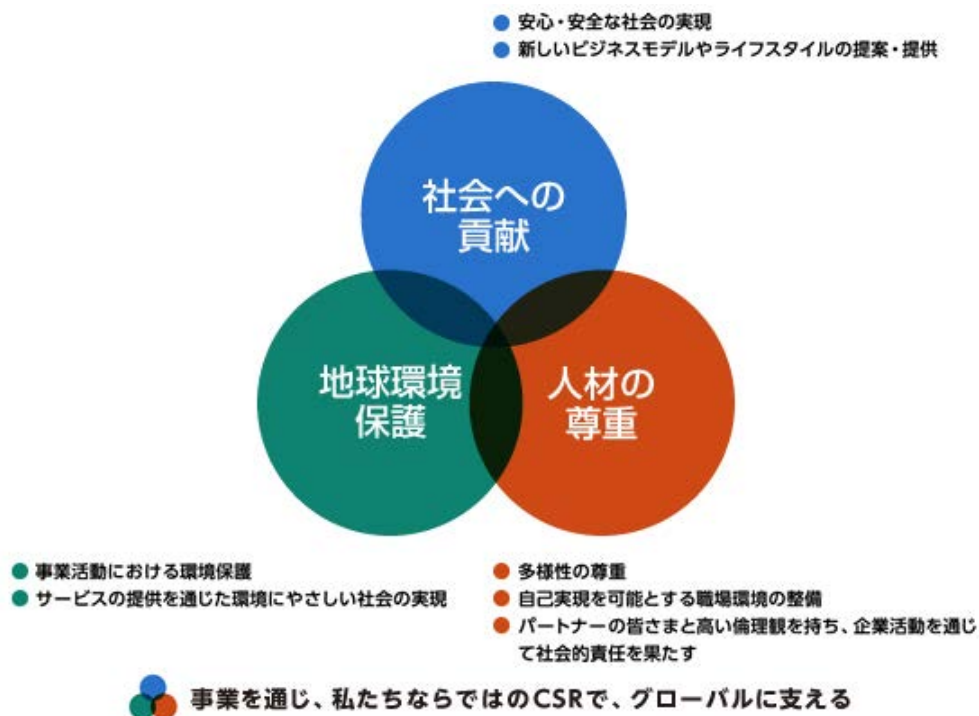 安心・安全な社会の実現
新しいビジネスモデルやライフスタイルの提案・提供
社会への
貢献
地球環境
保護
人材の
尊重
事業活動における環境保護
サービスの提供を通じた環境にやさしい社会の実現
多様性の尊重
自己実現を可能とする職場環境の整備
パートナーの皆さまと高い倫理観を持ち、企業活動を通じ
て社会的責任を果たす
事業を通じ、私たちならではのCSRで、グローバルに支える